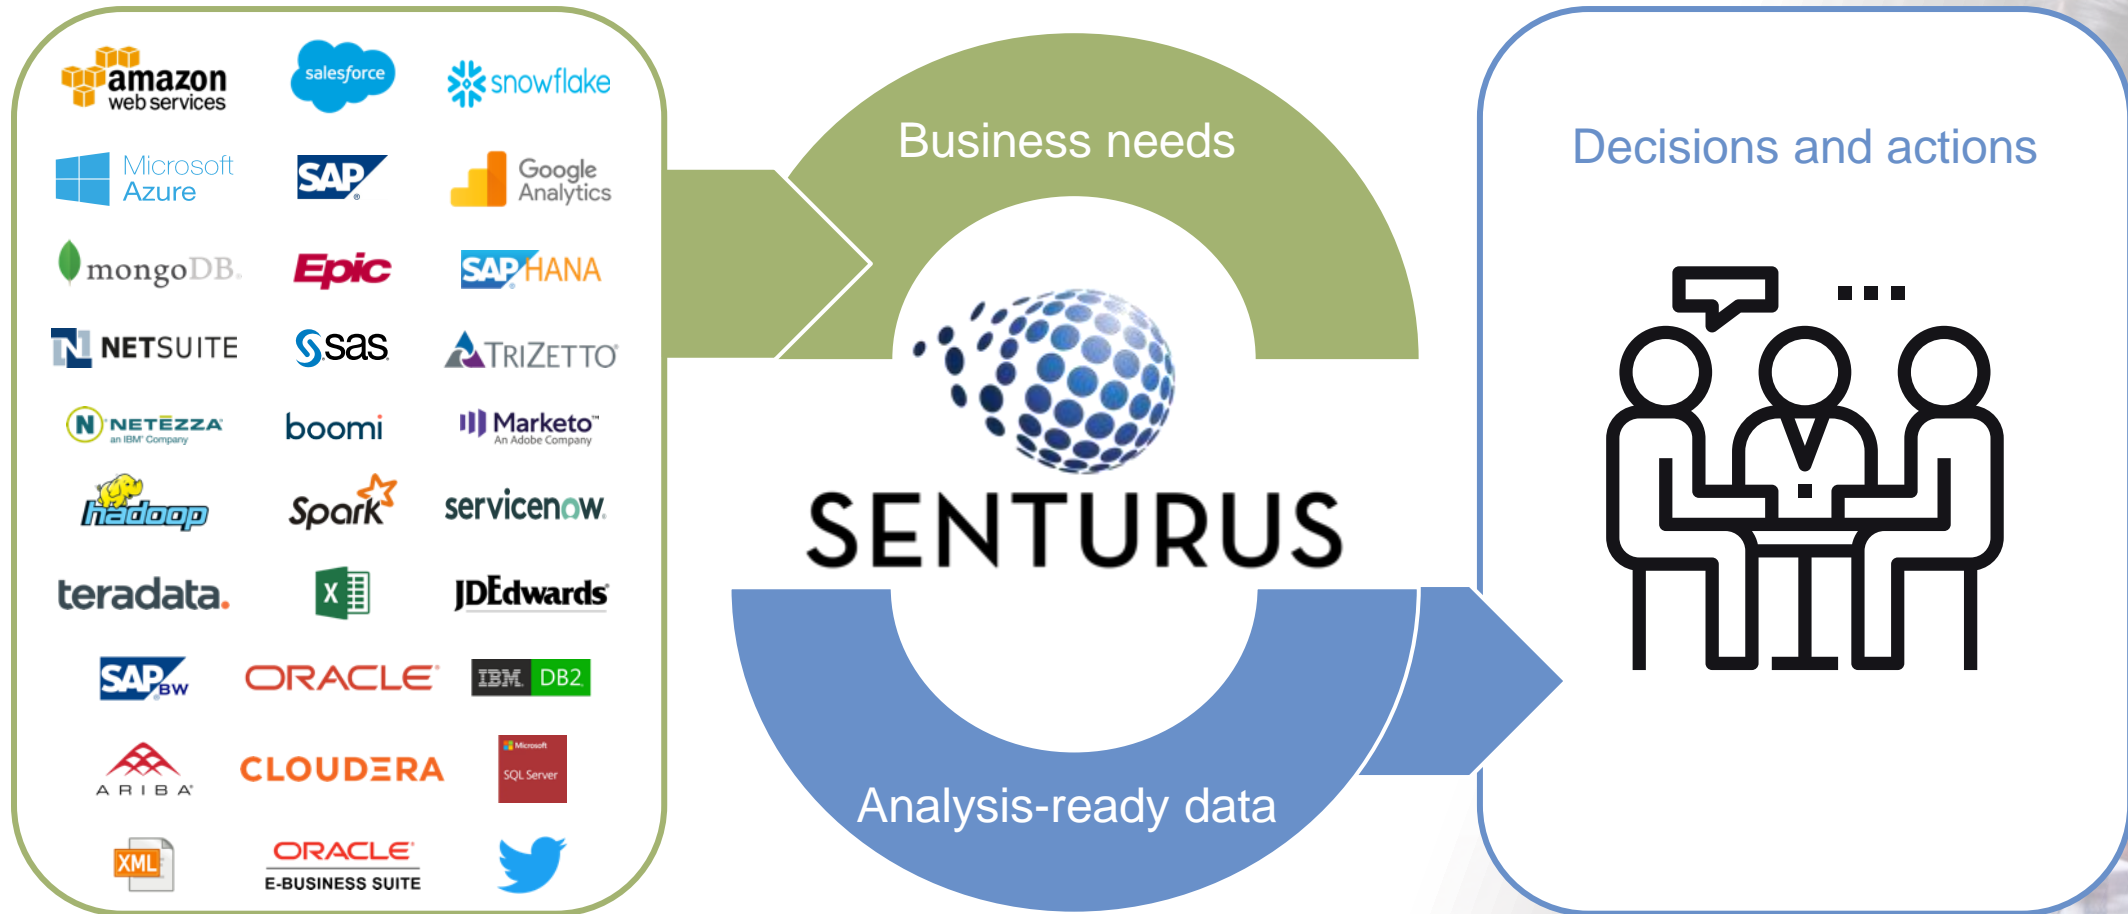 amazon
web services
salesforce
snowflake
Microsoft
Azure
SAP
Google
Analytics
mongoDB.
Epic
SAP HANA
NETSUITE
sas
TRIZETTO
N NETEZZA
an IBM Company
boomi
Marketo™
An Adobe Company
hadoop
Spark
servicenow
teradata.
X
JDEdwards
SAP BW
ORACLE
IBM DB2
ARIBA
CLOUDERA
Microsoft
SQL Server
XML
ORACLE
E-BUSINESS SUITE
Business needs
SENTURUS
Analysis-ready data
Decisions and actions